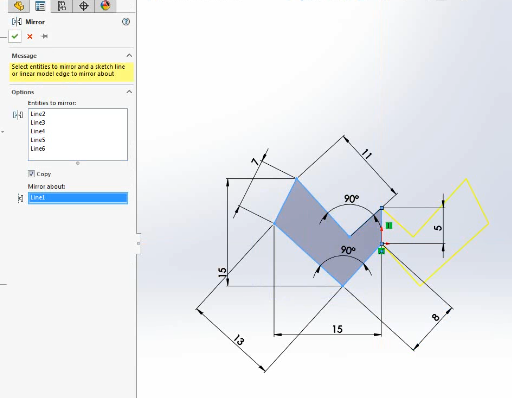 Mirror
Message
Select entities to mirror and a sketch line
or linear model edge to mirror about
Options
Entities to mirror:
Line2
Line3
Line4
Line5
Line6
Copy
Mirror about:
Line1
7
11
90°
5
90°
15
15
8
13